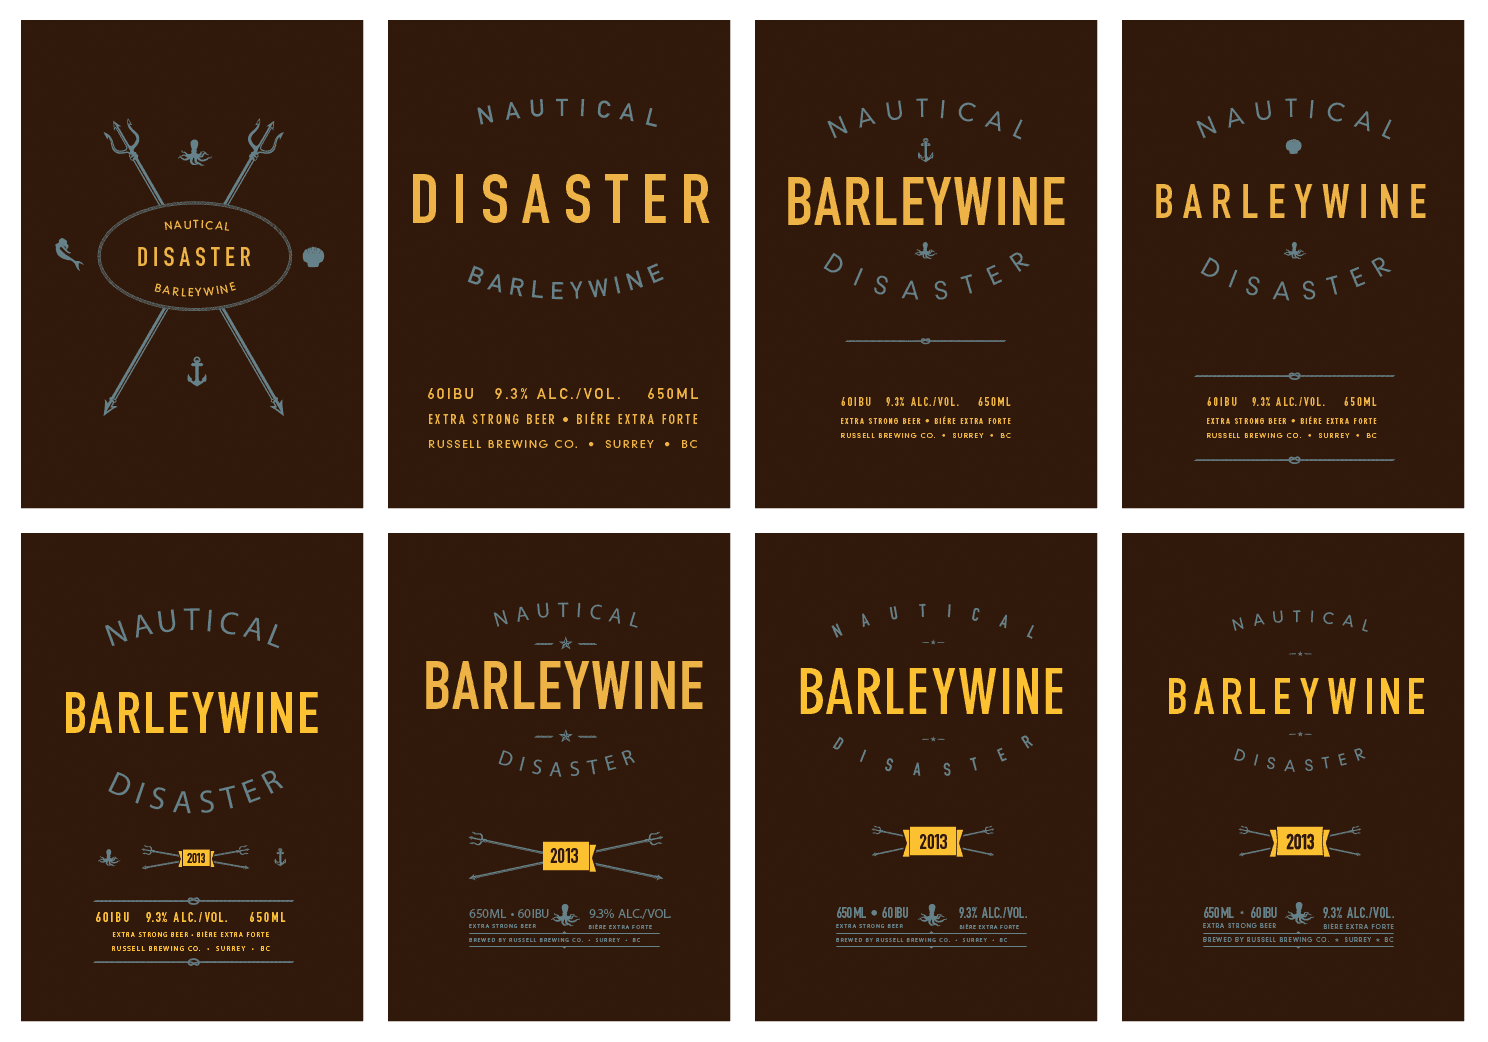 NAUTICAL
DISASTER
BARLEYWINE
NAUTICAL
DISASTER
BARLEYWINE
60IBU 9.3% ALC./VOL. 650ML
EXTRA STRONG BEER • BIÉRE EXTRA FORTE
RUSSELL BREWING CO. • SURREY • BC
NAUTICAL
BARLEYWINE
DISASTER
60IBU 9.3% ALC./VOL. 650ML
EXTRA STRONG BEER • BIÉRE EXTRA FORTE
RUSSELL BREWING CO. • SURREY • BC
NAUTICAL
BARLEYWINE
DISASTER
60IBU 9.3% ALC./VOL. 650ML
EXTRA STRONG BEER • BIÉRE EXTRA FORTE
RUSSELL BREWING CO. • SURREY • BC
NAUTICAL
BARLEYWINE
DISASTER
2013
60IBU 9.3% ALC./VOL. 650ML
EXTRA STRONG BEER • BIÈRE EXTRA FORTE
RUSSELL BREWING CO. • SURREY • BC
NAUTICAL
BARLEYWINE
DISASTER
2013
650ML • 60IBU 9.3% ALC./VOL.
EXTRA STRONG BEER BIÈRE EXTRA FORTE
BREWED BY RUSSELL BREWING CO. • SURREY • BC
NAUTICAL
BARLEYWINE
DISASTER
2013
650ML • 60IBU 9.3% ALC./VOL.
EXTRA STRONG BEER BIÈRE EXTRA FORTE
BREWED BY RUSSELL BREWING CO. • SURREY • BC
NAUTICAL
BARLEYWINE
DISASTER
2013
650ML • 60IBU 9.3% ALC./VOL.
EXTRA STRONG BEER BIÈRE EXTRA FORTE
BREWED BY RUSSELL BREWING CO. ★ SURREY ★ BC